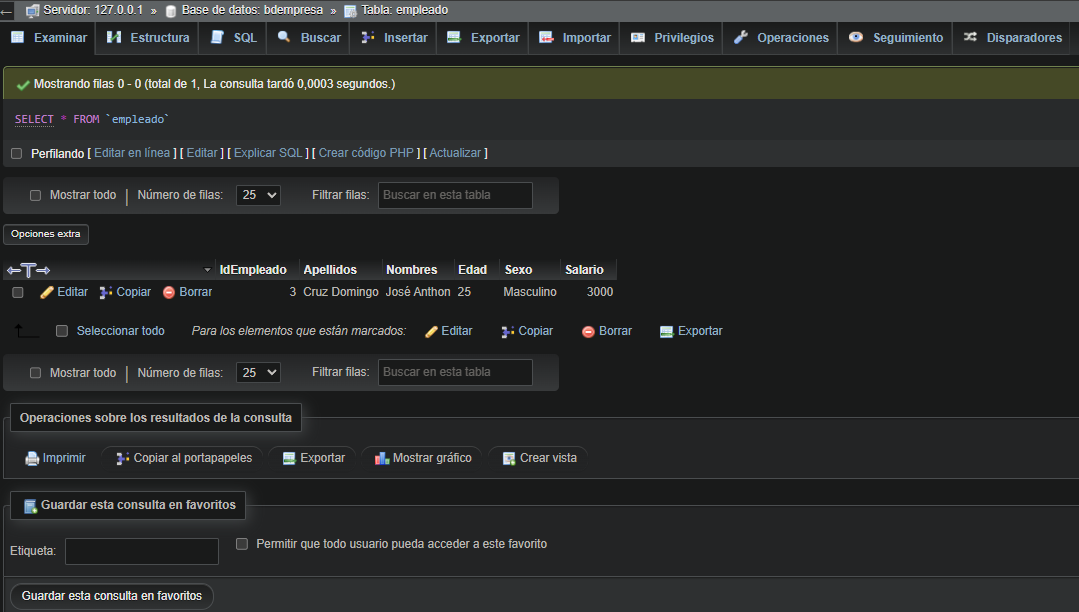 Servidor: 127.0.0.1 » Base de datos: bdempresa » Tabla: empleado
Examinar Estructura SQL Buscar Insertar Exportar Importar Privilegios Operaciones Seguimiento Disparadores
Mostrando filas 0 - 0 (total de 1, La consulta tardó 0,0003 segundos.)
SELECT * FROM `empleado`
Perfilando [ Editar en línea ] [ Editar ] [ Explicar SQL ] [ Crear código PHP ] [ Actualizar ]
Mostrar todo | Número de filas: 25 Filtrar filas: Buscar en esta tabla
Opciones extra
←T→ IdEmpleado Apellidos Nombres Edad Sexo Salario
Editar Copiar Borrar 3 Cruz Domingo José Anthon 25 Masculino 3000
Seleccionar todo Para los elementos que están marcados: Editar Copiar Borrar Exportar
Mostrar todo | Número de filas: 25 Filtrar filas: Buscar en esta tabla
Operaciones sobre los resultados de la consulta
Imprimir Copiar al portapapeles Exportar Mostrar gráfico Crear vista
Guardar esta consulta en favoritos
Etiqueta: Permitir que todo usuario pueda acceder a este favorito
Guardar esta consulta en favoritos